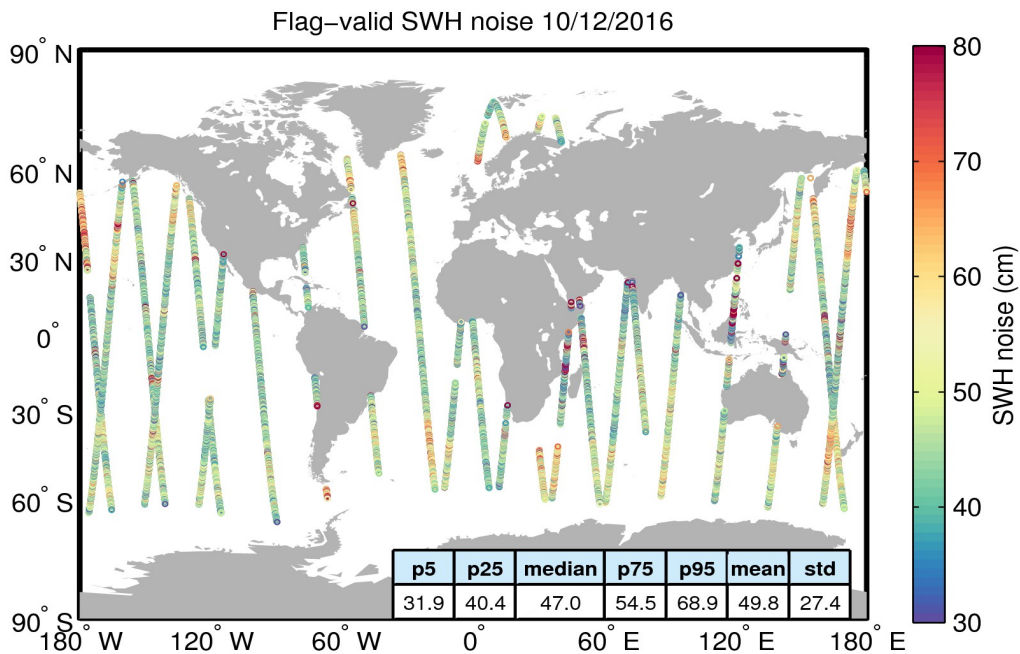 Flag−valid SWH noise 10/12/2016
90° N
60° N
30° N
0°
30° S
60° S
90° S
180° W
120° W
60° W
0°
60° E
120° E
180° E
80
70
60
50
40
30
SWH noise (cm)
p5 p25 median p75 p95 mean std
31.9 40.4 47.0 54.5 68.9 49.8 27.4